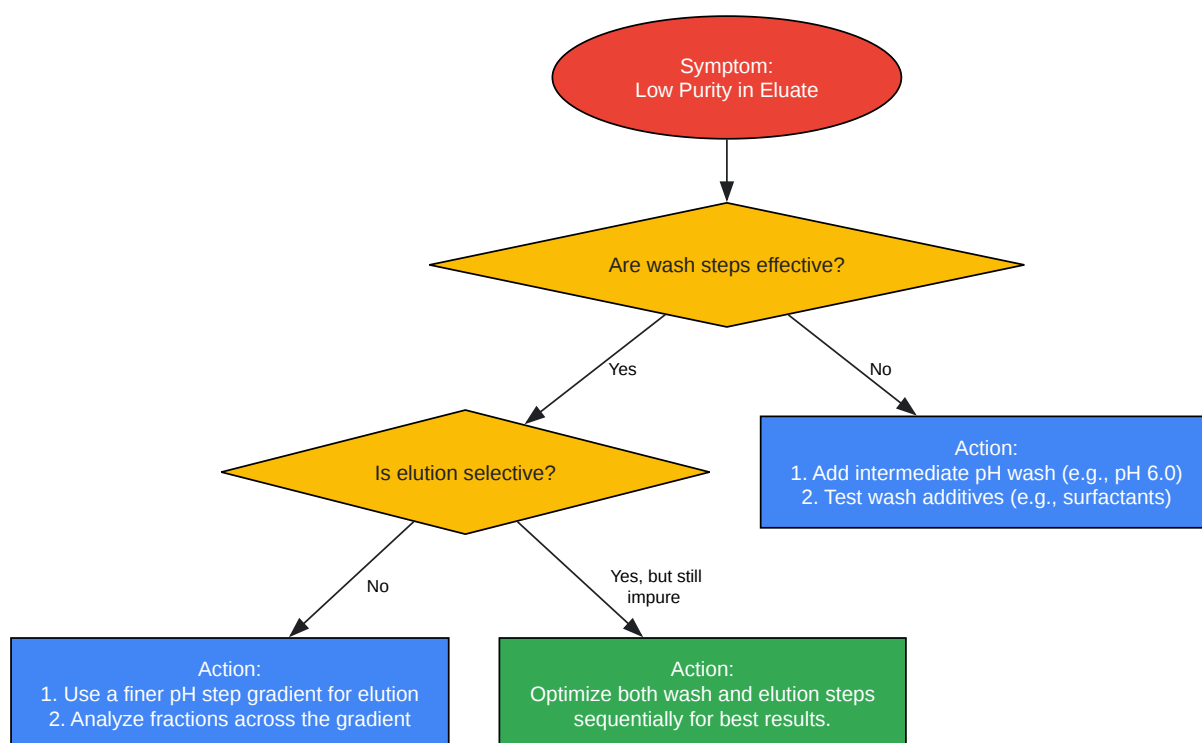 Symptom:
Low Purity in Eluate
Are wash steps effective?
Yes
No
Is elution selective?
Action:
1. Add intermediate pH wash (e.g., pH 6.0)
2. Test wash additives (e.g., surfactants)
No
Yes, but still
impure
Action:
1. Use a finer pH step gradient for elution
2. Analyze fractions across the gradient
Action:
Optimize both wash and elution steps
sequentially for best results.